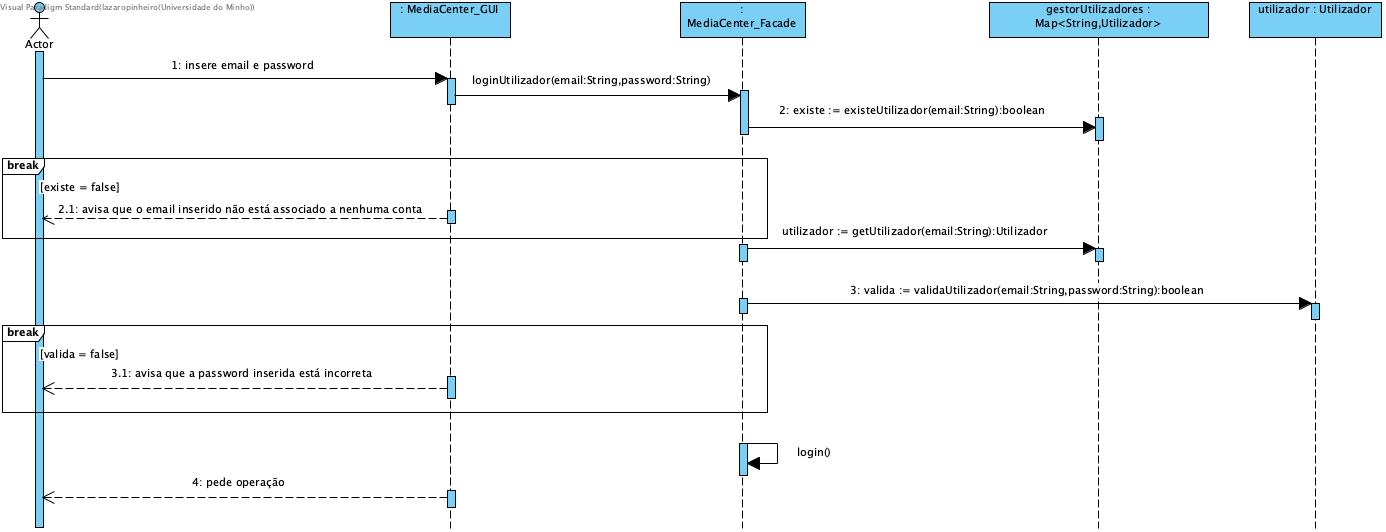 Visual Paradigm Standard(lazaropinheiro(Universidade do Minho))
Actor
: MediaCenter_GUI
:
MediaCenter_Facade
gestorUtilizadores :
Map<String,Utilizador>
utilizador : Utilizador
1: insere email e password
loginUtilizador(email:String,password:String)
2: existe := existeUtilizador(email:String):boolean
break
[existe = false]
2.1: avisa que o email inserido não está associado a nenhuma conta
utilizador := getUtilizador(email:String):Utilizador
3: valida := validaUtilizador(email:String,password:String):boolean
break
[valida = false]
3.1: avisa que a password inserida está incorreta
login()
4: pede operação